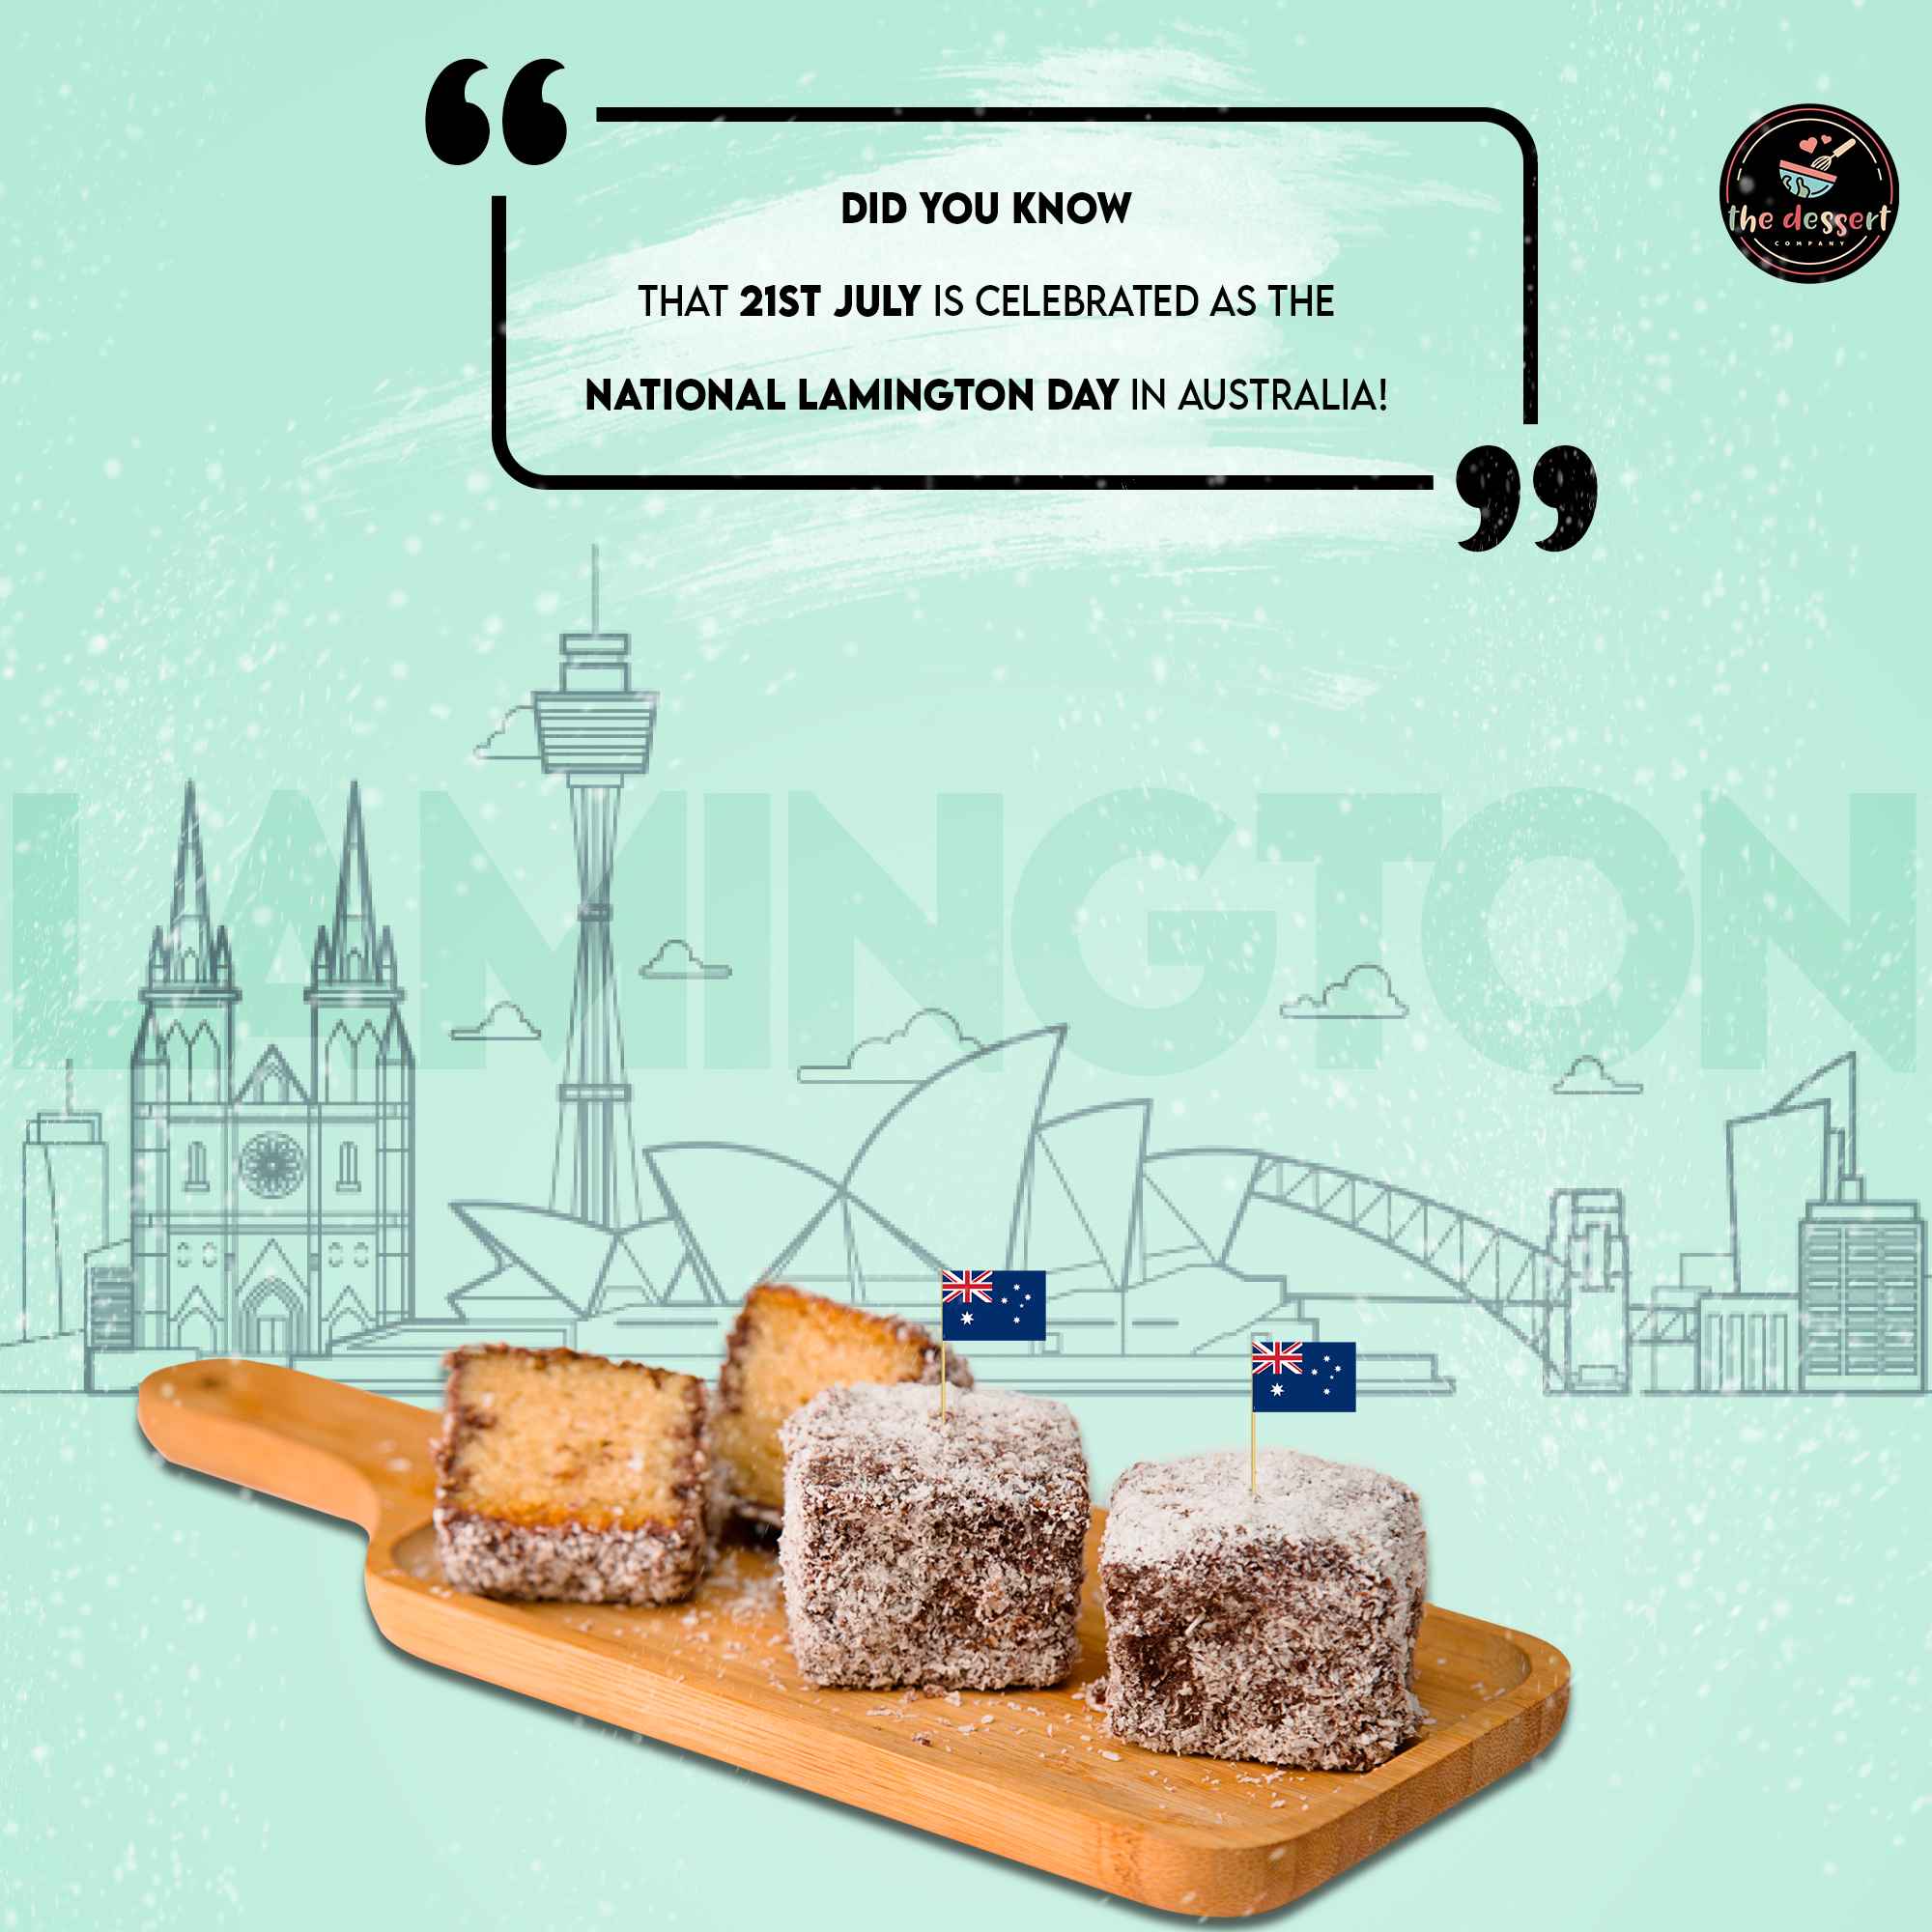 DID YOU KNOW
THAT 21ST JULY IS CELEBRATED AS THE
NATIONAL LAMINGTON DAY IN AUSTRALIA!
the dessert
COMPANY
LAMINGTON